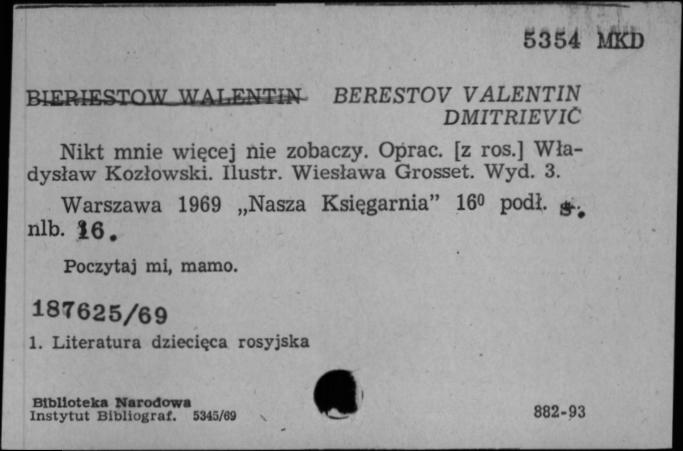 5354 MKD
BIERIESTOW WALENTIN BERESTOV VALENTIN
DMITRIEVIČ
Nikt mnie więcej nie zobaczy. Oprac. [z ros.] Wła-
dysław Kozłowski. Ilustr. Wiesława Grosset. Wyd. 3.
Warszawa 1969 „Nasza Księgarnia” 16⁰ podł. s.
nlb. 16.
Poczytaj mi, mamo.
187625/69
1. Literatura dziecięca rosyjska
Biblioteka Narodowa
Instytut Bibliograf. 5345/69
882-93